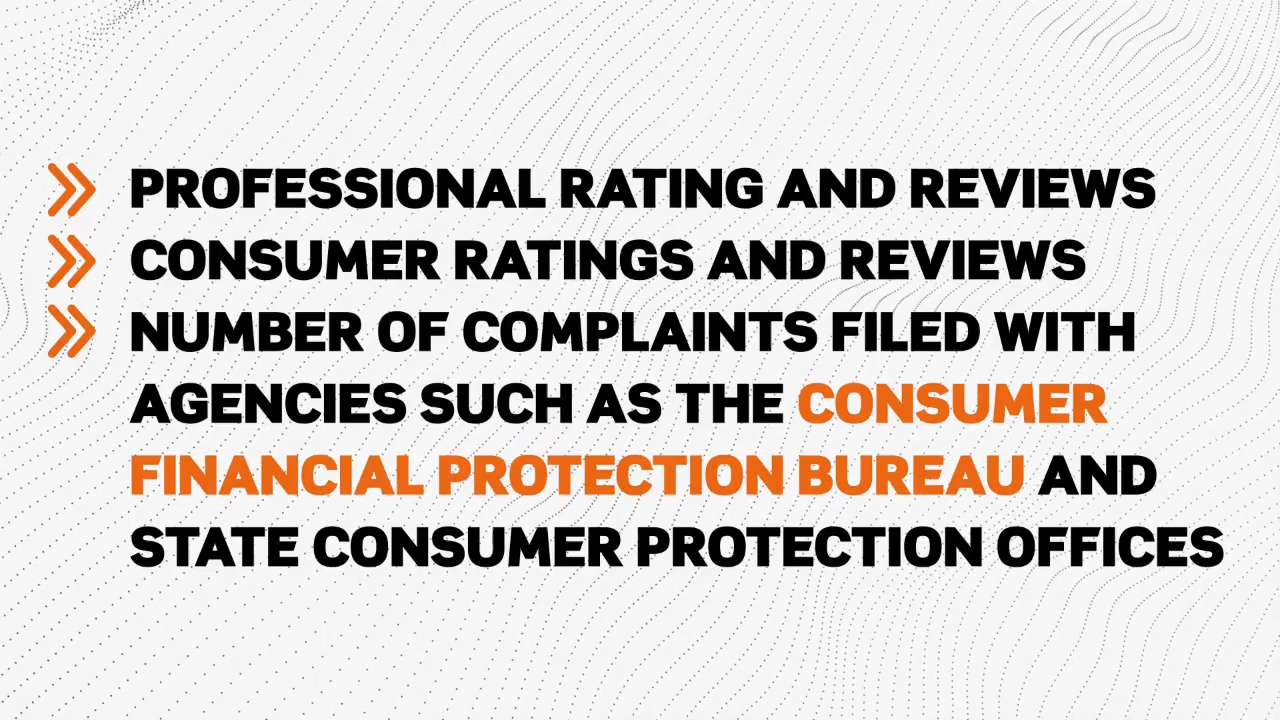 PROFESSIONAL RATING AND REVIEWS
CONSUMER RATINGS AND REVIEWS
NUMBER OF COMPLAINTS FILED WITH
AGENCIES SUCH AS THE CONSUMER
FINANCIAL PROTECTION BUREAU AND
STATE CONSUMER PROTECTION OFFICES